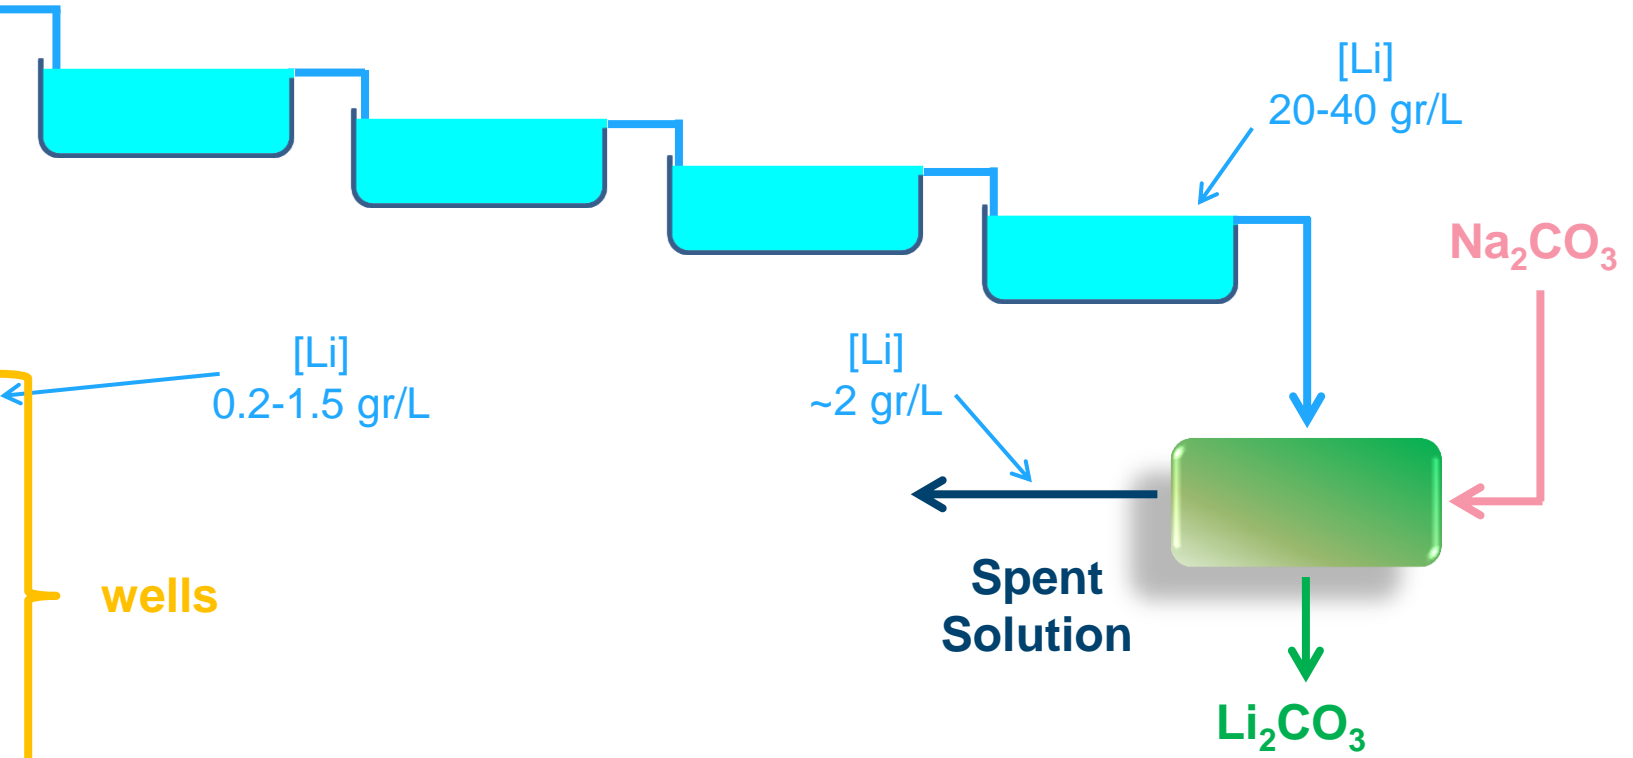 [Li]
20-40 gr/L
Na₂CO₃
[Li]
0.2-1.5 gr/L
[Li]
~2 gr/L
wells
Spent
Solution
Li₂CO₃